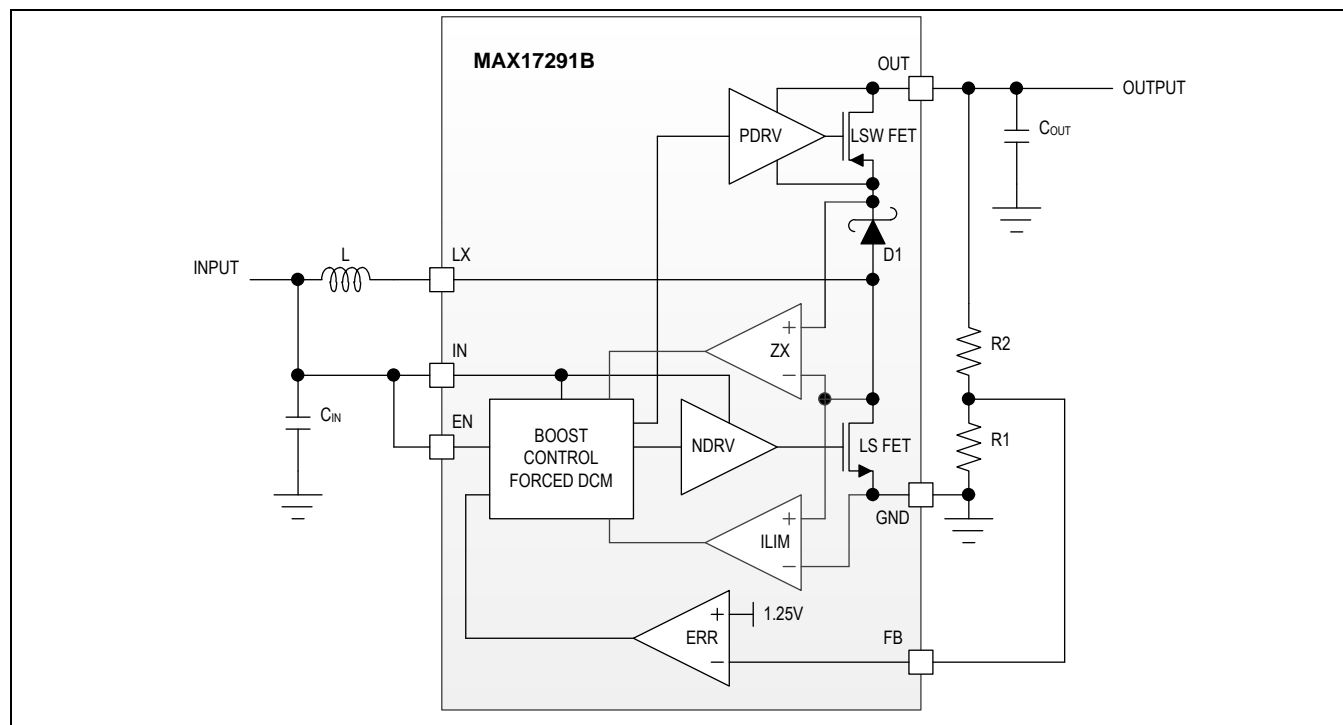 MAX17291B
OUT
OUTPUT
PDRV
LSW FET
COUT
D1
LX
L
INPUT
+
ZX
−
R2
IN
CIN
EN
BOOST
CONTROL
FORCED DCM
NDRV
LS FET
R1
GND
+
ILIM
−
+
1.25V
ERR
−
FB